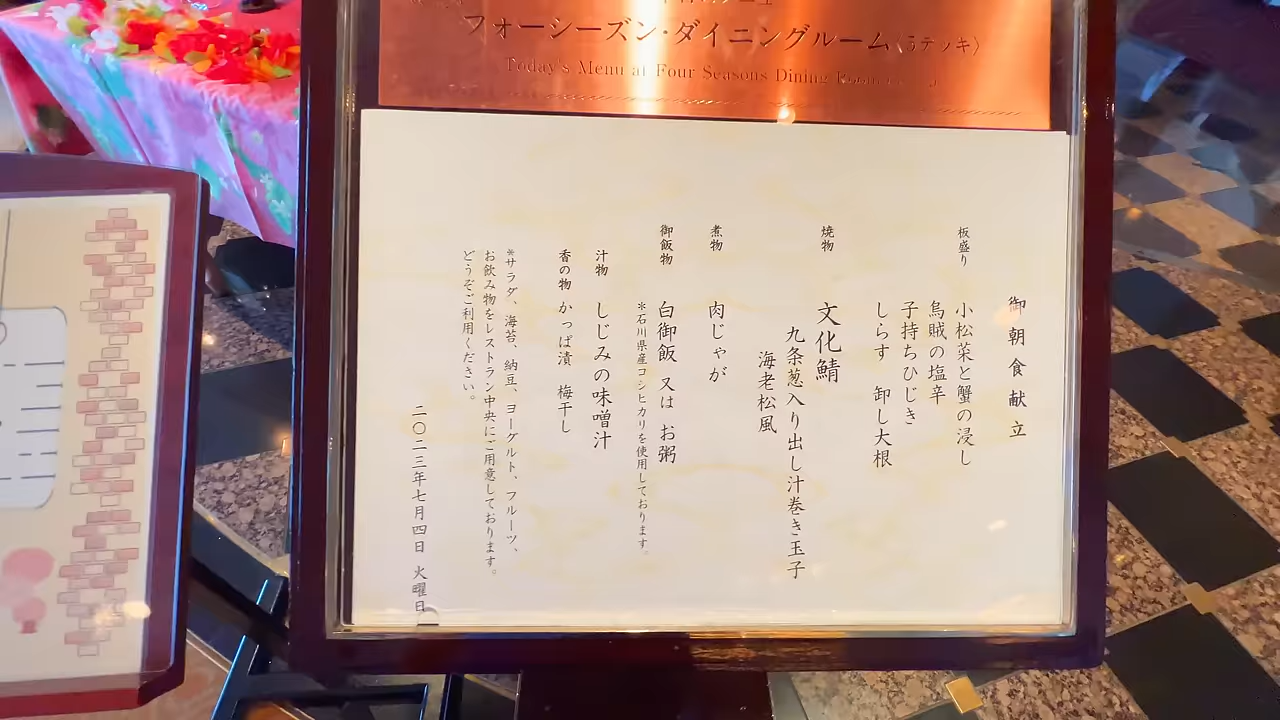 フォーシーズン・ダイニングルーム〈5デッキ〉
Today's Menu at Four Seasons Dining Room
御朝食献立
板盛り 小松菜と蟹の浸し
烏賊の塩辛
子持ちひじき
しらす 卸し大根
焼物 文化鯖
九条葱入り出し汁巻き玉子
海老松風
煮物 肉じゃが
御飯物 白御飯 又は お粥
*石川県産コシヒカリを使用しております。
汁物 しじみの味噌汁
香の物 かっぱ漬 梅干し
*サラダ、海苔、納豆、ヨーグルト、フルーツ、
お飲み物をレストラン中央にご用意しております。
どうぞご利用ください。
二〇二三年七月四日 火曜日